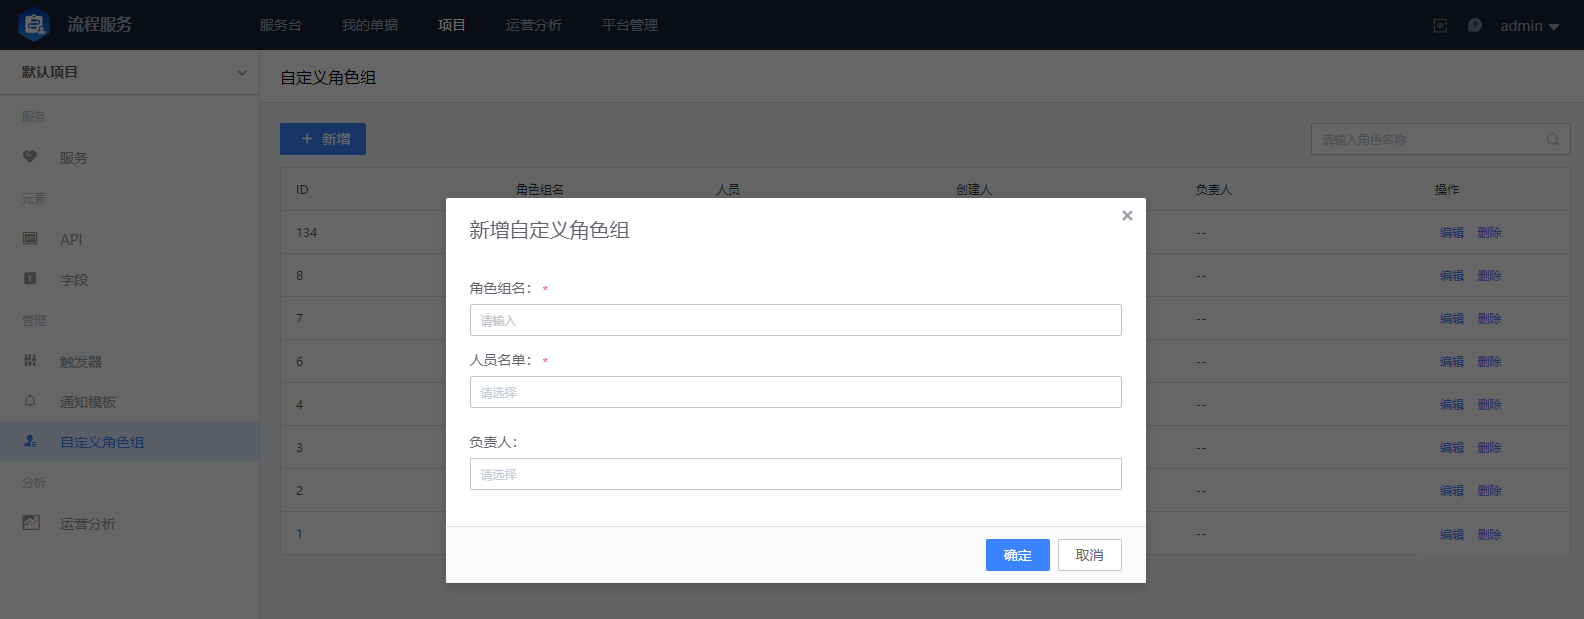 流程服务 服务台 我的单据 项目 运营分析 平台管理 admin
默认项目
自定义角色组
服务
服务
元素
API
字段
管理
触发器
通知模板
自定义角色组
分析
运营分析
新增 请输入角色名称
ID 角色组名 人员 创建人 负责人 操作
134 -- 编辑 删除
8 -- 编辑 删除
7 -- 编辑 删除
6 -- 编辑 删除
4 -- 编辑 删除
3 -- 编辑 删除
2 -- 编辑 删除
1 -- 编辑 删除
新增自定义角色组
角色组名： *
请输入
人员名单： *
请选择
负责人：
请选择
确定 取消